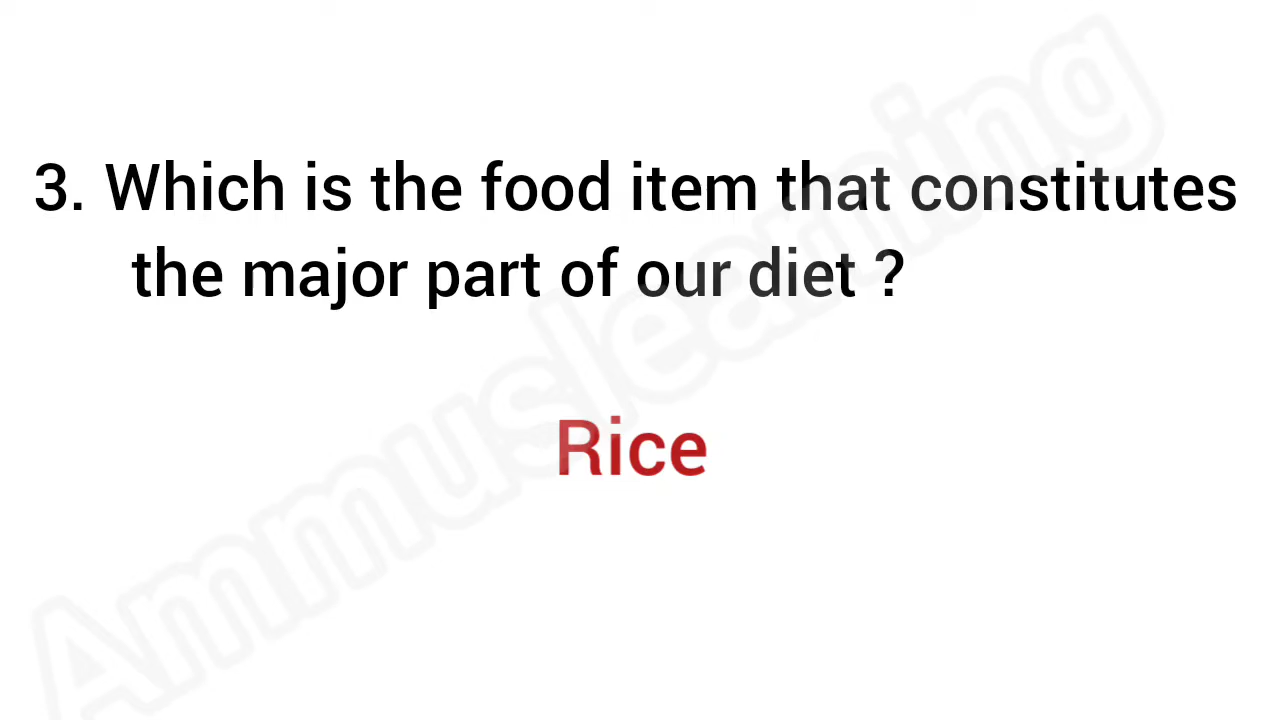 3. Which is the food item that constitutes
the major part of our diet ?
Rice
Ammuslearning